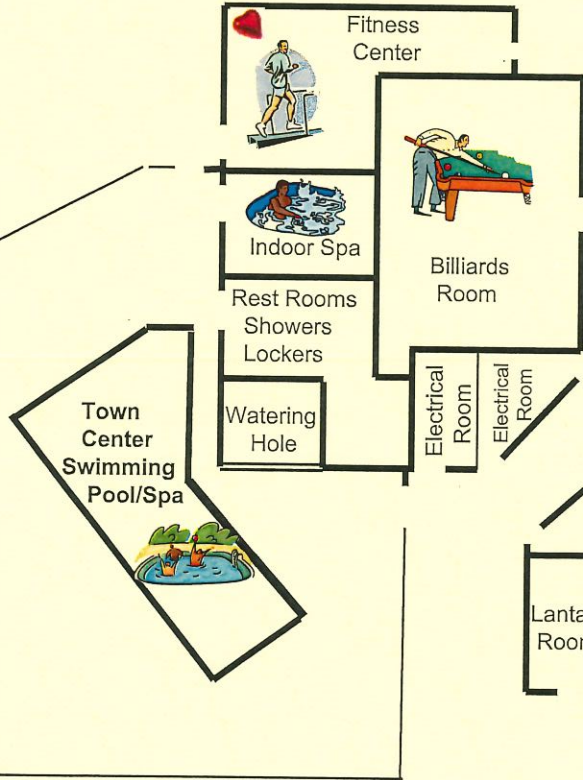 Fitness
Center
Indoor Spa
Billiards
Room
Rest Rooms
Showers
Lockers
Watering
Hole
Electrical
Room
Electrical
Room
Town
Center
Swimming
Pool/Spa